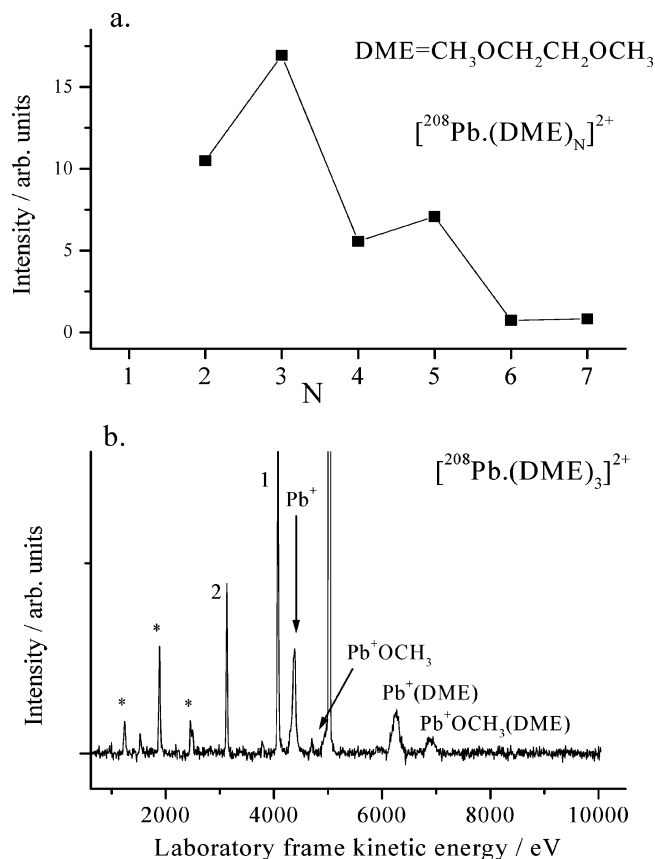 a.
DME=CH₃OCH₂CH₂OCH₃
[²⁰⁸Pb.(DME)N]²⁺
Intensity / arb. units
15
10
5
0
1 2 3 4 5 6 7
N
b.
[²⁰⁸Pb.(DME)₃]²⁺
1
Pb⁺
2
*
*
*
Pb⁺OCH₃
Pb⁺(DME)
Pb⁺OCH₃(DME)
Intensity / arb. units
2000 4000 6000 8000 10000
Laboratory frame kinetic energy / eV